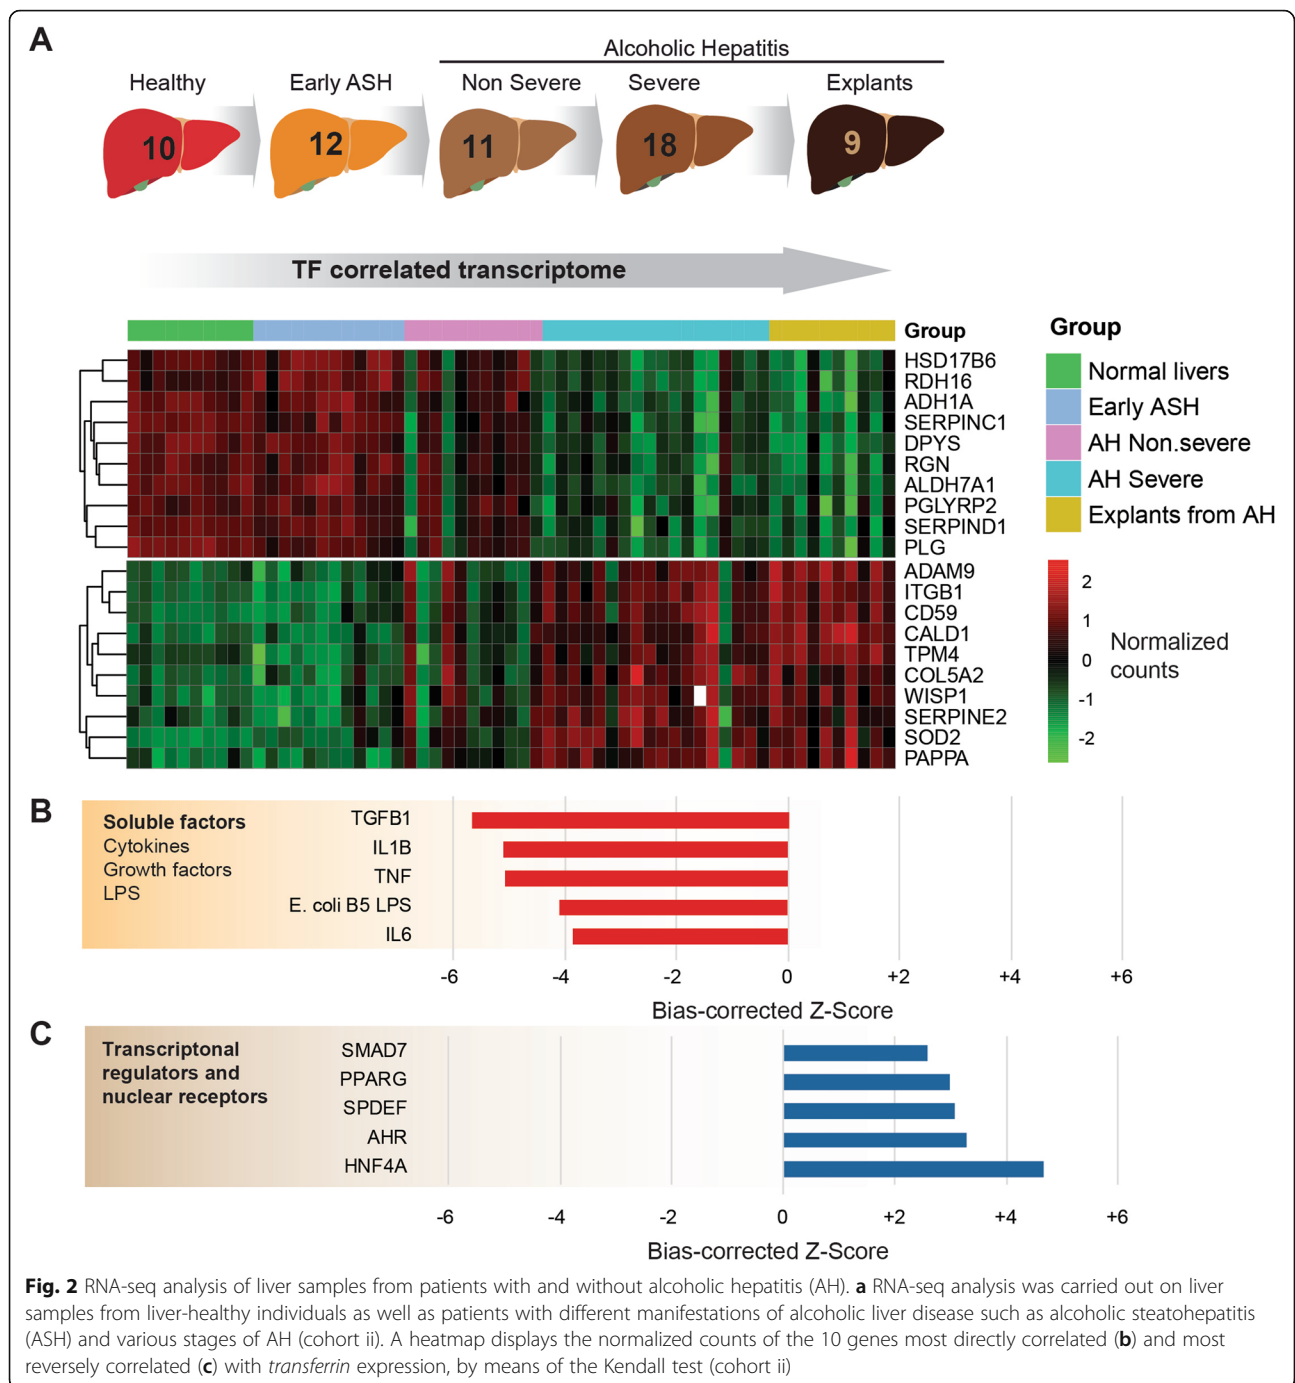 A
Alcoholic Hepatitis
Healthy Early ASH Non Severe Severe Explants
10 12 11 18 9
TF correlated transcriptome
Group
HSD17B6
RDH16
ADH1A
SERPINC1
DPYS
RGN
ALDH7A1
PGLYRP2
SERPIND1
PLG
ADAM9
ITGB1
CD59
CALD1
TPM4
COL5A2
WISP1
SERPINE2
SOD2
PAPPA
Group
Normal livers
Early ASH
AH Non.severe
AH Severe
Explants from AH
2
1
0
-1
-2
Normalized
counts
B
Soluble factors
Cytokines
Growth factors
LPS
TGFB1
IL1B
TNF
E. coli B5 LPS
IL6
-6 -4 -2 0 +2 +4 +6
Bias-corrected Z-Score
C
Transcriptonal
regulators and
nuclear receptors
SMAD7
PPARG
SPDEF
AHR
HNF4A
-6 -4 -2 0 +2 +4 +6
Bias-corrected Z-Score
Fig. 2 RNA-seq analysis of liver samples from patients with and without alcoholic hepatitis (AH). a RNA-seq analysis was carried out on liver
samples from liver-healthy individuals as well as patients with different manifestations of alcoholic liver disease such as alcoholic steatohepatitis
(ASH) and various stages of AH (cohort ii). A heatmap displays the normalized counts of the 10 genes most directly correlated (b) and most
reversely correlated (c) with transferrin expression, by means of the Kendall test (cohort ii)